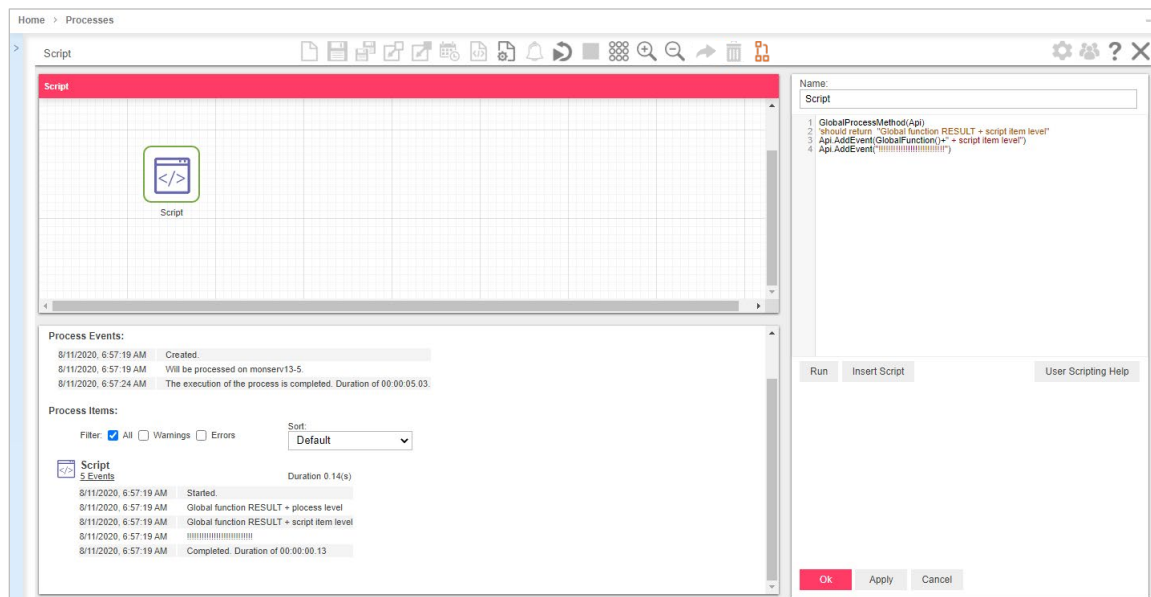 Home > Processes
Script
Script
Script
Process Events:
8/11/2020, 6:57:19 AM Created.
8/11/2020, 6:57:19 AM Will be processed on monserv13-5.
8/11/2020, 6:57:24 AM The execution of the process is completed. Duration of 00:00:05.03.
Process Items:
Filter: All Warnings Errors
Sort:
Default
Script
5 Events Duration 0.14(s)
8/11/2020, 6:57:19 AM Started.
8/11/2020, 6:57:19 AM Global function RESULT + plocess level
8/11/2020, 6:57:19 AM Global function RESULT + script item level
8/11/2020, 6:57:19 AM !!!!!!!!!!!!!!!!!!!!!!!!!!
8/11/2020, 6:57:19 AM Completed. Duration of 00:00:00.13
Name:
Script
1 GlobalProcessMethod(Api)
2 'should return "Global function RESULT + script item level"
3 Api.AddEvent(GlobalFunction()+" + script item level")
4 Api.AddEvent("!!!!!!!!!!!!!!!!!!!!!!!!!!")
Run Insert Script User Scripting Help
Ok Apply Cancel